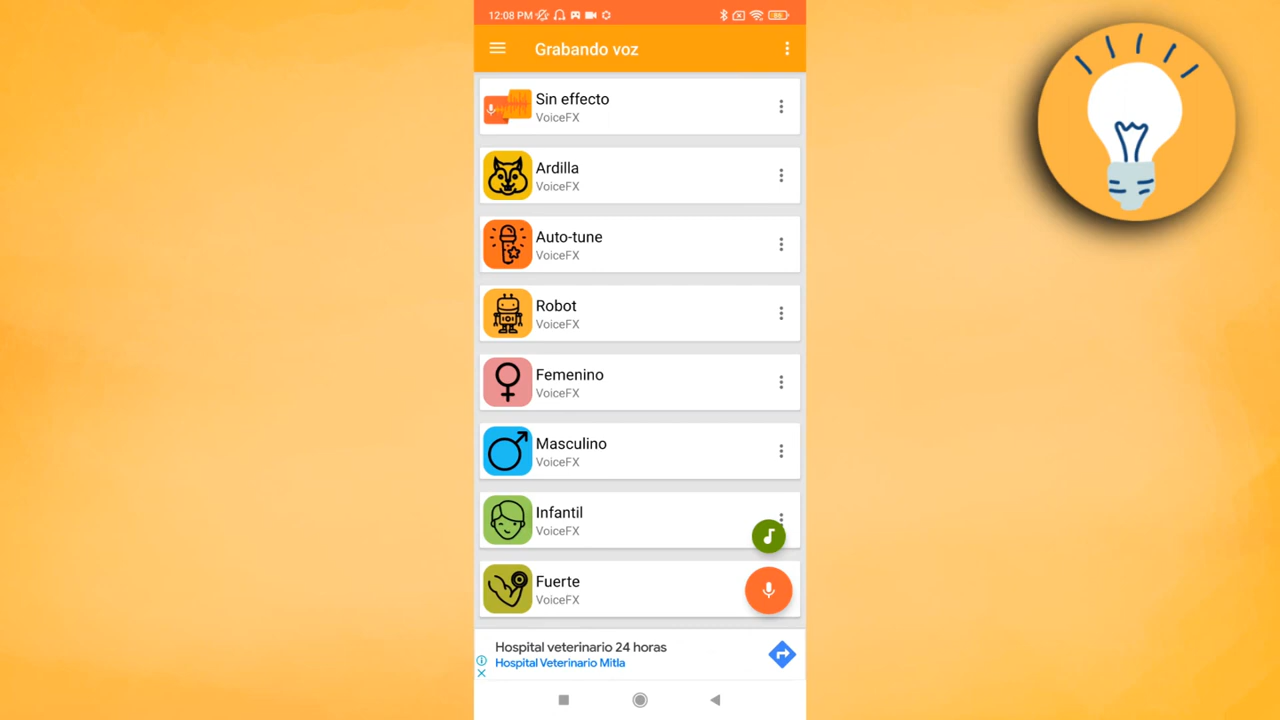 12:08 PM
Grabando voz
Sin effecto
VoiceFX
Ardilla
VoiceFX
Auto-tune
VoiceFX
Robot
VoiceFX
Femenino
VoiceFX
Masculino
VoiceFX
Infantil
VoiceFX
Fuerte
VoiceFX
Hospital veterinario 24 horas
Hospital Veterinario Mitla